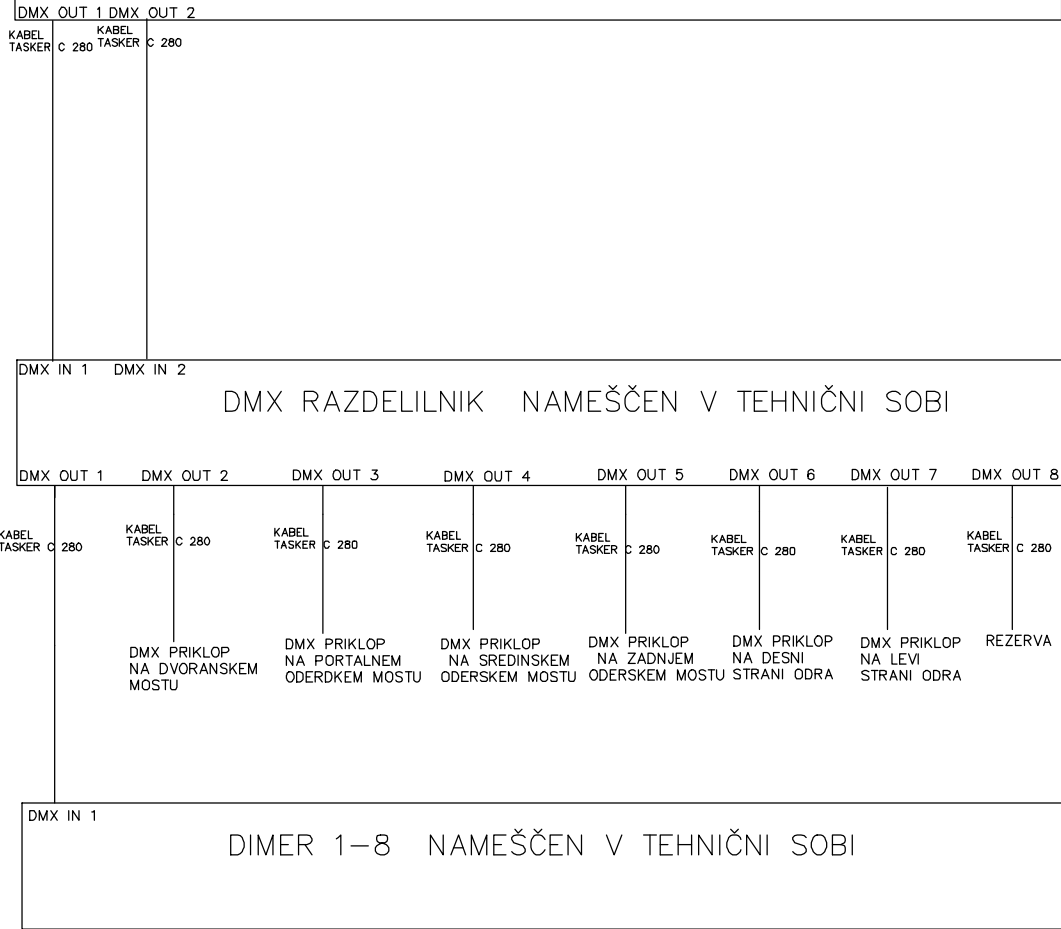 DMX OUT 1 DMX OUT 2
KABEL
TASKER C 280
KABEL
TASKER C 280
DMX IN 1 DMX IN 2
DMX RAZDELILNIK NAMEŠČEN V TEHNIČNI SOBI
DMX OUT 1 DMX OUT 2 DMX OUT 3 DMX OUT 4 DMX OUT 5 DMX OUT 6 DMX OUT 7 DMX OUT 8
KABEL
TASKER C 280
KABEL
TASKER C 280
KABEL
TASKER C 280
KABEL
TASKER C 280
KABEL
TASKER C 280
KABEL
TASKER C 280
KABEL
TASKER C 280
KABEL
TASKER C 280
DMX PRIKLOP
NA DVORANSKEM
MOSTU
DMX PRIKLOP
NA PORTALNEM
ODERDKEM MOSTU
DMX PRIKLOP
NA SREDINSKEM
ODERSKEM MOSTU
DMX PRIKLOP
NA ZADNJEM
ODERSKEM MOSTU
DMX PRIKLOP
NA DESNI
STRANI ODRA
DMX PRIKLOP
NA LEVI
STRANI ODRA
REZERVA
DMX IN 1
DIMER 1-8 NAMEŠČEN V TEHNIČNI SOBI